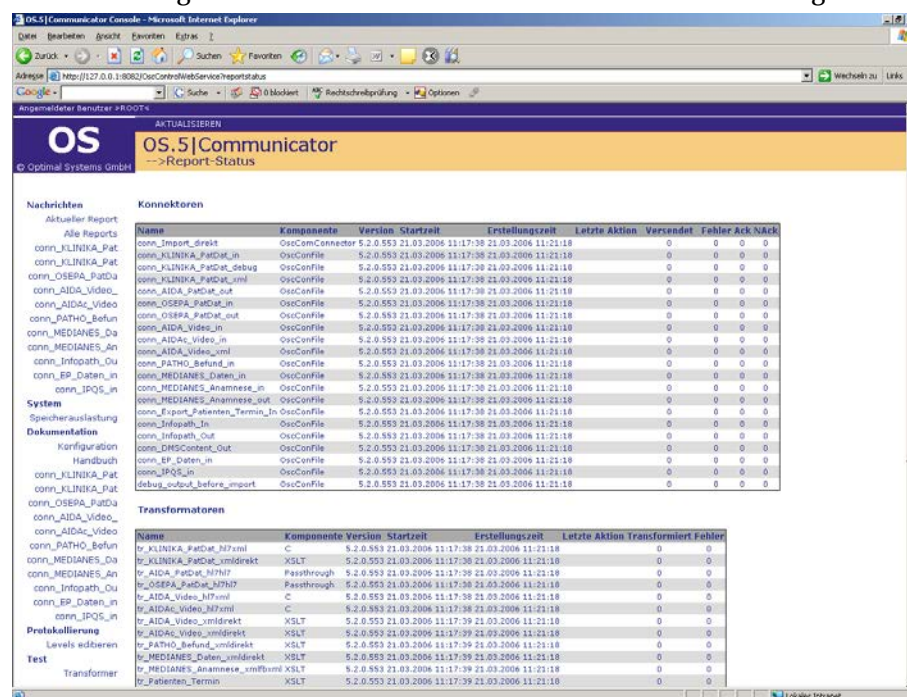 OS.5|Communicator Console - Microsoft Internet Explorer
Datei Bearbeiten Ansicht Favoriten Extras ?
Zurück Suchen Favoriten
Adresse http://127.0.0.1:8082/OscControlWebService?reportstatus Wechseln zu Links
Google Suche 0 blockiert Rechtschreibprüfung Optionen
Angemeldeter Benutzer >ROOT<
AKTUALISIEREN
OS
© Optimal Systems GmbH
OS.5|Communicator
-->Report-Status
Nachrichten
Aktueller Report
Alle Reports
conn_KLINIKA_Pat
conn_KLINIKA_Pat
conn_OSEPA_PatDa
conn_AIDA_Video_
conn_AIDAc_Video
conn_PATHO_Befun
conn_MEDIANES_Da
conn_MEDIANES_An
conn_Infopath_Ou
conn_EP_Daten_in
conn_IPQS_in
System
Speicherauslastung
Dokumentation
Konfiguration
Handbuch
conn_KLINIKA_Pat
conn_KLINIKA_Pat
conn_OSEPA_PatDa
conn_AIDA_Video_
conn_AIDAc_Video
conn_PATHO_Befun
conn_MEDIANES_Da
conn_MEDIANES_An
conn_Infopath_Ou
conn_EP_Daten_in
conn_IPQS_in
Protokollierung
Levels editieren
Test
Transformer
Konnektoren
Name Komponente Version Startzeit Erstellungszeit Letzte Aktion Versendet Fehler Ack NAck
conn_Import_direkt OscComConnector 5.2.0.553 21.03.2006 11:17:38 21.03.2006 11:21:18 0 0 0 0
conn_KLINIKA_PatDat_in OscConFile 5.2.0.553 21.03.2006 11:17:38 21.03.2006 11:21:18 0 0 0 0
conn_KLINIKA_PatDat_debug OscConFile 5.2.0.553 21.03.2006 11:17:38 21.03.2006 11:21:18 0 0 0 0
conn_KLINIKA_PatDat_xml OscConFile 5.2.0.553 21.03.2006 11:17:38 21.03.2006 11:21:18 0 0 0 0
conn_AIDA_PatDat_out OscConFile 5.2.0.553 21.03.2006 11:17:38 21.03.2006 11:21:18 0 0 0 0
conn_OSEPA_PatDat_in OscConFile 5.2.0.553 21.03.2006 11:17:38 21.03.2006 11:21:18 0 0 0 0
conn_OSEPA_PatDat_out OscConFile 5.2.0.553 21.03.2006 11:17:38 21.03.2006 11:21:18 0 0 0 0
conn_AIDA_Video_in OscConFile 5.2.0.553 21.03.2006 11:17:38 21.03.2006 11:21:18 0 0 0 0
conn_AIDAc_Video_in OscConFile 5.2.0.553 21.03.2006 11:17:38 21.03.2006 11:21:18 0 0 0 0
conn_AIDA_Video_xml OscConFile 5.2.0.553 21.03.2006 11:17:38 21.03.2006 11:21:18 0 0 0 0
conn_PATHO_Befund_in OscConFile 5.2.0.553 21.03.2006 11:17:38 21.03.2006 11:21:18 0 0 0 0
conn_MEDIANES_Daten_in OscConFile 5.2.0.553 21.03.2006 11:17:38 21.03.2006 11:21:18 0 0 0 0
conn_MEDIANES_Anamnese_in OscConFile 5.2.0.553 21.03.2006 11:17:38 21.03.2006 11:21:18 0 0 0 0
conn_MEDIANES_Anamnese_out OscConFile 5.2.0.553 21.03.2006 11:17:38 21.03.2006 11:21:18 0 0 0 0
conn_Export_Patienten_Termin_In OscConFile 5.2.0.553 21.03.2006 11:17:38 21.03.2006 11:21:18 0 0 0 0
conn_Infopath_In OscConFile 5.2.0.553 21.03.2006 11:17:38 21.03.2006 11:21:18 0 0 0 0
conn_Infopath_Out OscConFile 5.2.0.553 21.03.2006 11:17:38 21.03.2006 11:21:18 0 0 0 0
conn_DMSContent_Out OscConFile 5.2.0.553 21.03.2006 11:17:38 21.03.2006 11:21:18 0 0 0 0
conn_EP_Daten_in OscConFile 5.2.0.553 21.03.2006 11:17:38 21.03.2006 11:21:18 0 0 0 0
conn_IPQS_in OscConFile 5.2.0.553 21.03.2006 11:17:38 21.03.2006 11:21:18 0 0 0 0
debug_output_before_import OscConFile 5.2.0.553 21.03.2006 11:17:38 21.03.2006 11:21:18 0 0 0 0
Transformatoren
Name Komponente Version Startzeit Erstellungszeit Letzte Aktion Transformiert Fehler
tr_KLINIKA_PatDat_hl7xml C 5.2.0.553 21.03.2006 11:17:38 21.03.2006 11:21:18 0 0
tr_KLINIKA_PatDat_xmldirekt XSLT 5.2.0.553 21.03.2006 11:17:38 21.03.2006 11:21:18 0 0
tr_AIDA_PatDat_hl7hl7 Passthrough 5.2.0.553 21.03.2006 11:17:38 21.03.2006 11:21:18 0 0
tr_OSEPA_PatDat_hl7hl7 Passthrough 5.2.0.553 21.03.2006 11:17:38 21.03.2006 11:21:18 0 0
tr_AIDA_Video_hl7xml C 5.2.0.553 21.03.2006 11:17:38 21.03.2006 11:21:18 0 0
tr_AIDAc_Video_hl7xml C 5.2.0.553 21.03.2006 11:17:38 21.03.2006 11:21:18 0 0
tr_AIDA_Video_xmldirekt XSLT 5.2.0.553 21.03.2006 11:17:39 21.03.2006 11:21:18 0 0
tr_AIDAc_Video_xmldirekt XSLT 5.2.0.553 21.03.2006 11:17:39 21.03.2006 11:21:18 0 0
tr_PATHO_Befund_xmldirekt XSLT 5.2.0.553 21.03.2006 11:17:39 21.03.2006 11:21:18 0 0
tr_MEDIANES_Daten_xmldirekt XSLT 5.2.0.553 21.03.2006 11:17:39 21.03.2006 11:21:18 0 0
tr_MEDIANES_Anamnese_xmlfbxml XSLT 5.2.0.553 21.03.2006 11:17:39 21.03.2006 11:21:18 0 0
tr_Patienten_Termin XSLT 5.2.0.553 21.03.2006 11:17:39 21.03.2006 11:21:18 0 0
Lokales Intranet